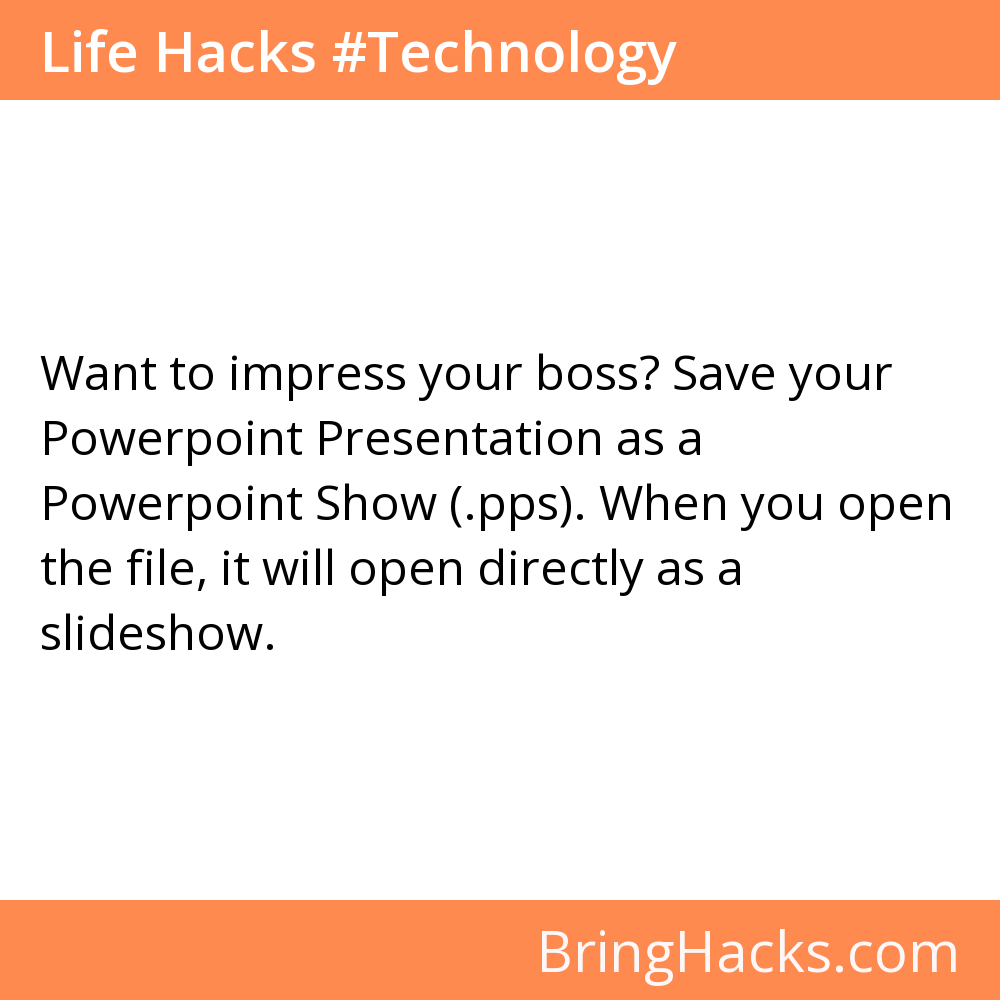 Life Hacks #Technology
Want to impress your boss? Save your
Powerpoint Presentation as a
Powerpoint Show (.pps). When you open
the file, it will open directly as a
slideshow.
BringHacks.com